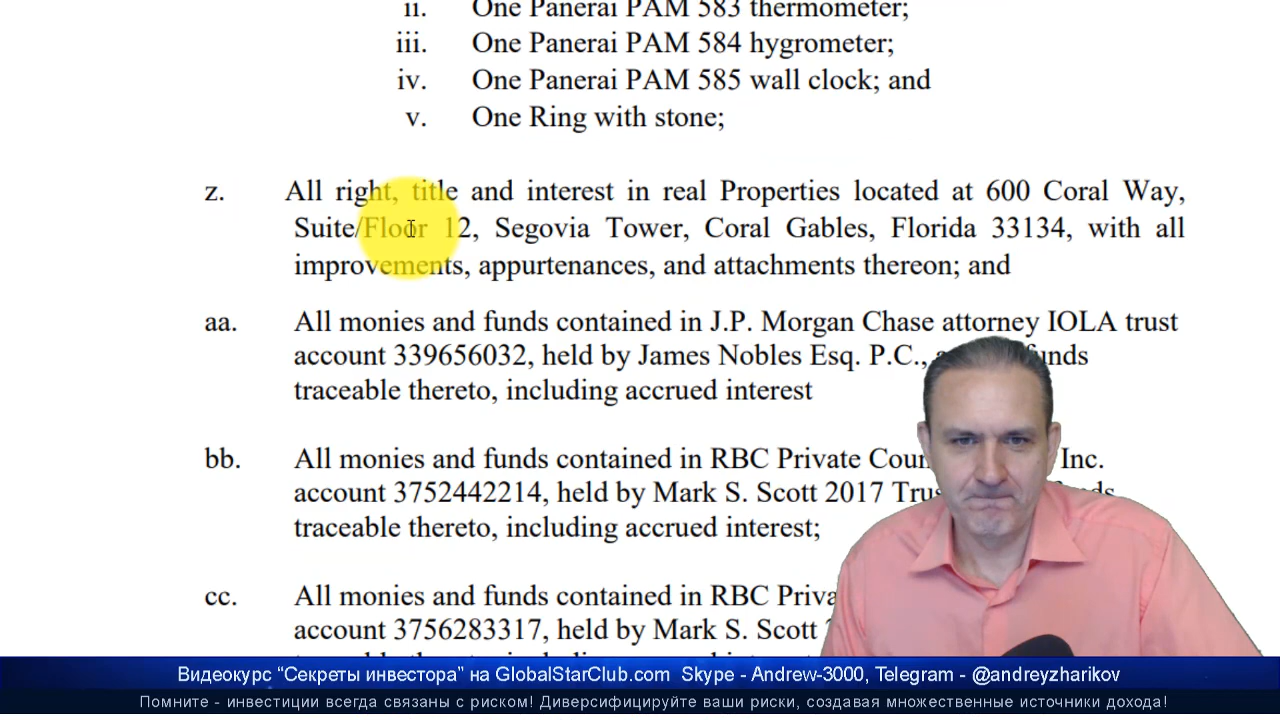 ii. One Panerai PAM 583 thermometer;
iii. One Panerai PAM 584 hygrometer;
iv. One Panerai PAM 585 wall clock; and
v. One Ring with stone;
z. All right, title and interest in real Properties located at 600 Coral Way,
Suite/Floor 12, Segovia Tower, Coral Gables, Florida 33134, with all
improvements, appurtenances, and attachments thereon; and
aa. All monies and funds contained in J.P. Morgan Chase attorney IOLA trust
account 339656032, held by James Nobles Esq. P.C.,
traceable thereto, including accrued interest
bb. All monies and funds contained in RBC Private Inc.
account 3752442214, held by Mark S. Scott 2017
traceable thereto, including accrued interest;
cc. All monies and funds contained in RBC
account 3756283317, held by Mark S. Scott
Видеокурс “Секреты инвестора” на GlobalStarClub.com Skype - Andrew-3000, Telegram - @andreyzharikov
Помните - инвестиции всегда связаны с риском! Диверсифицируйте ваши риски, создавая множественные источники дохода!